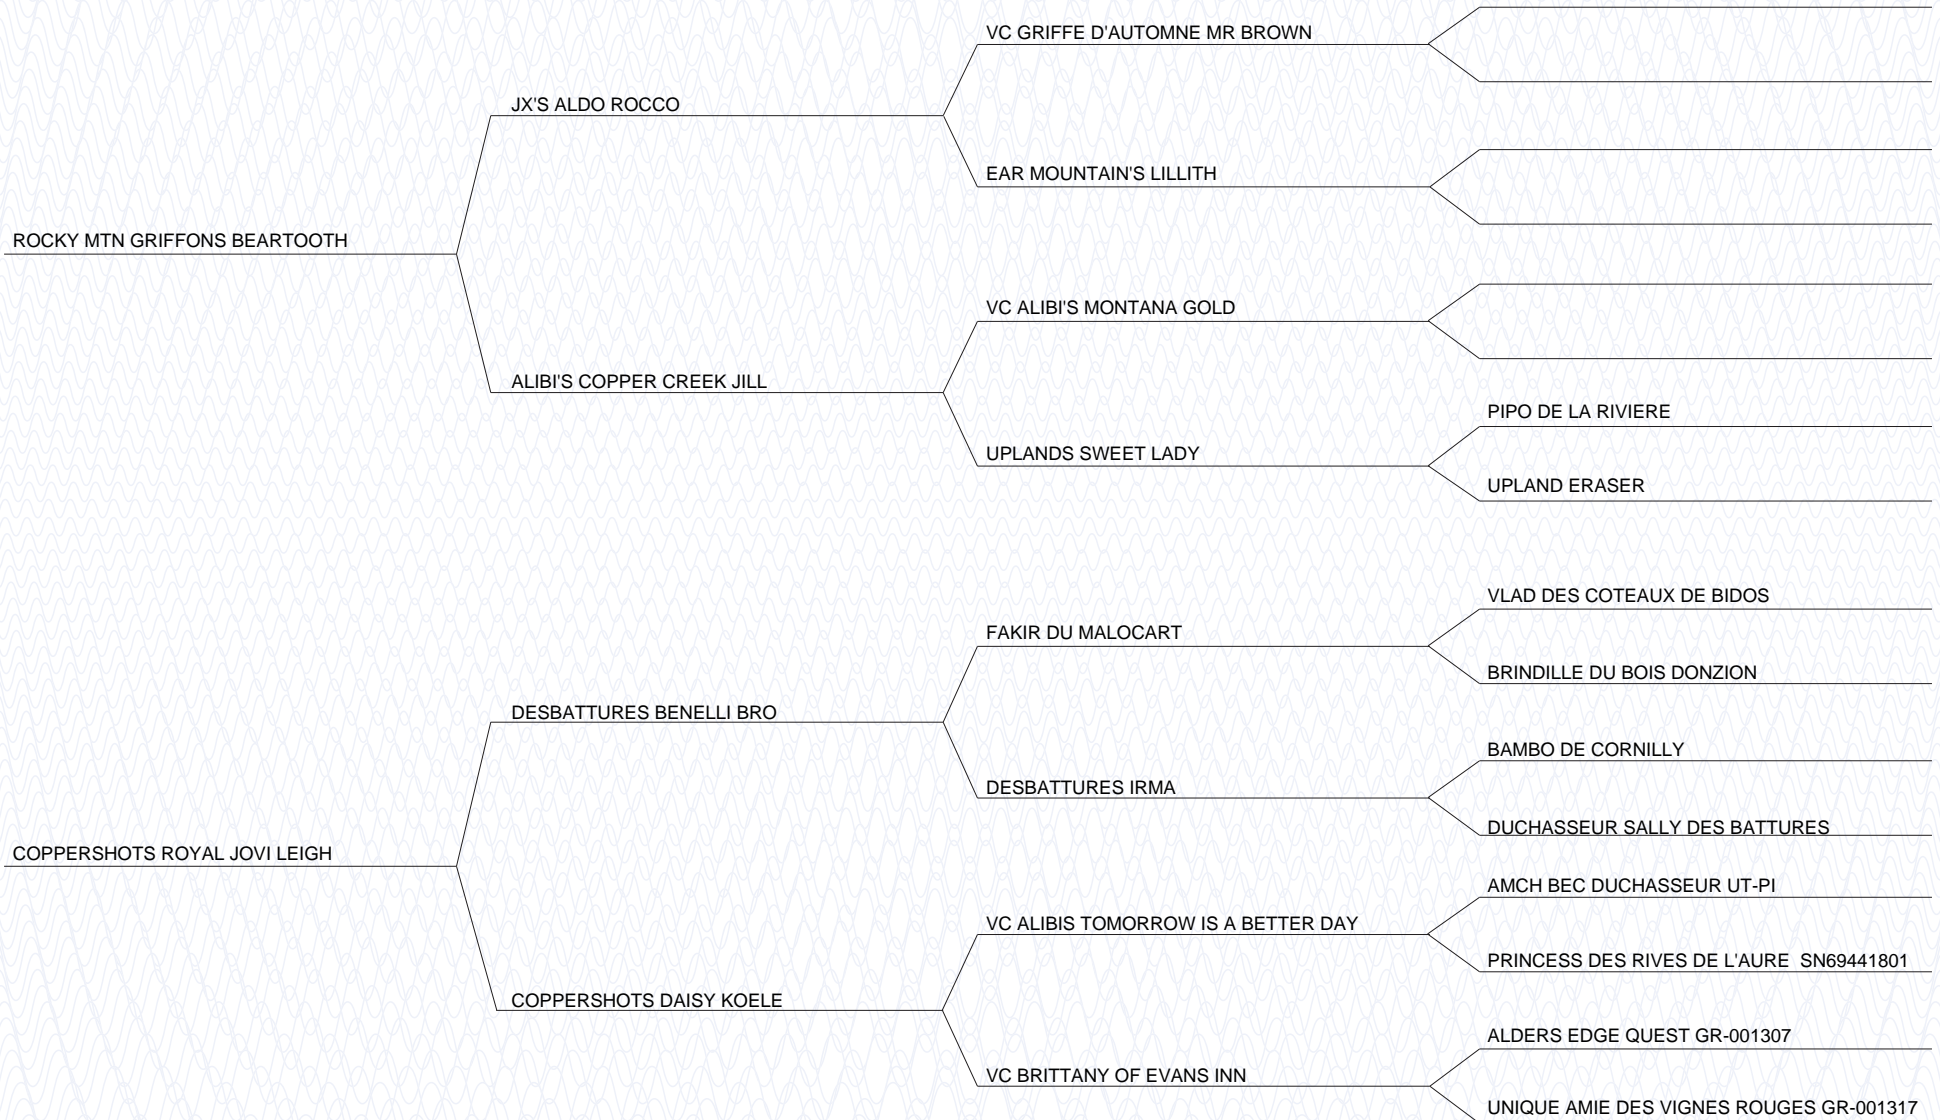 VC GRIFFE D'AUTOMNE MR BROWN
JX'S ALDO ROCCO
EAR MOUNTAIN'S LILLITH
ROCKY MTN GRIFFONS BEARTOOTH
VC ALIBI'S MONTANA GOLD
ALIBI'S COPPER CREEK JILL
PIPO DE LA RIVIERE
UPLANDS SWEET LADY
UPLAND ERASER
VLAD DES COTEAUX DE BIDOS
FAKIR DU MALOCART
BRINDILLE DU BOIS DONZION
DESBATTURES BENELLI BRO
BAMBO DE CORNILLY
DESBATTURES IRMA
DUCHASSEUR SALLY DES BATTURES
COPPERSHOTS ROYAL JOVI LEIGH
AMCH BEC DUCHASSEUR UT-PI
VC ALIBIS TOMORROW IS A BETTER DAY
PRINCESS DES RIVES DE L'AURE  SN69441801
COPPERSHOTS DAISY KOELE
ALDERS EDGE QUEST GR-001307
VC BRITTANY OF EVANS INN
UNIQUE AMIE DES VIGNES ROUGES GR-001317